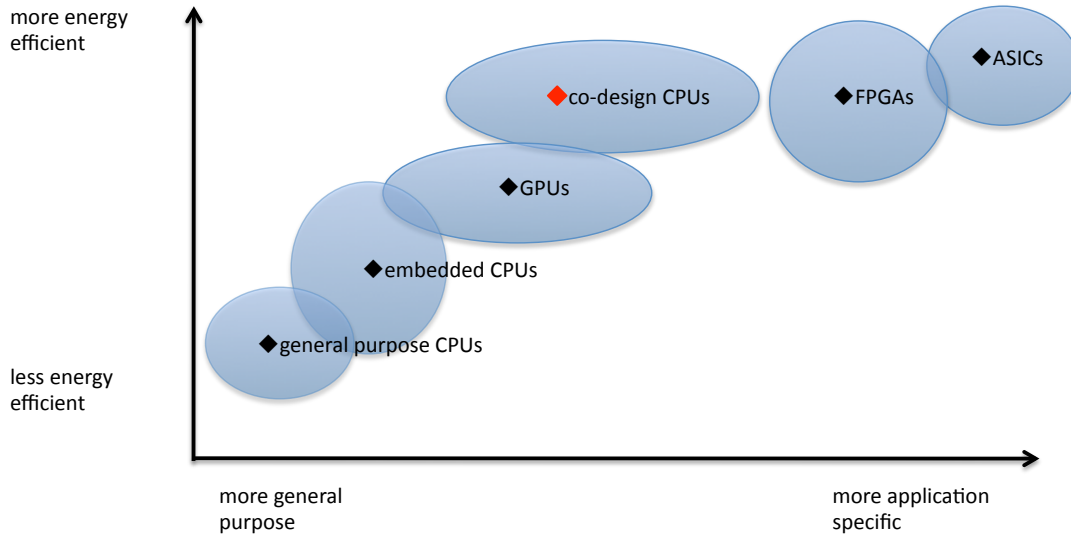 more energy
efficient
ASICs
co-design CPUs
FPGAs
GPUs
embedded CPUs
general purpose CPUs
less energy
efficient
more general
purpose
more application
specific